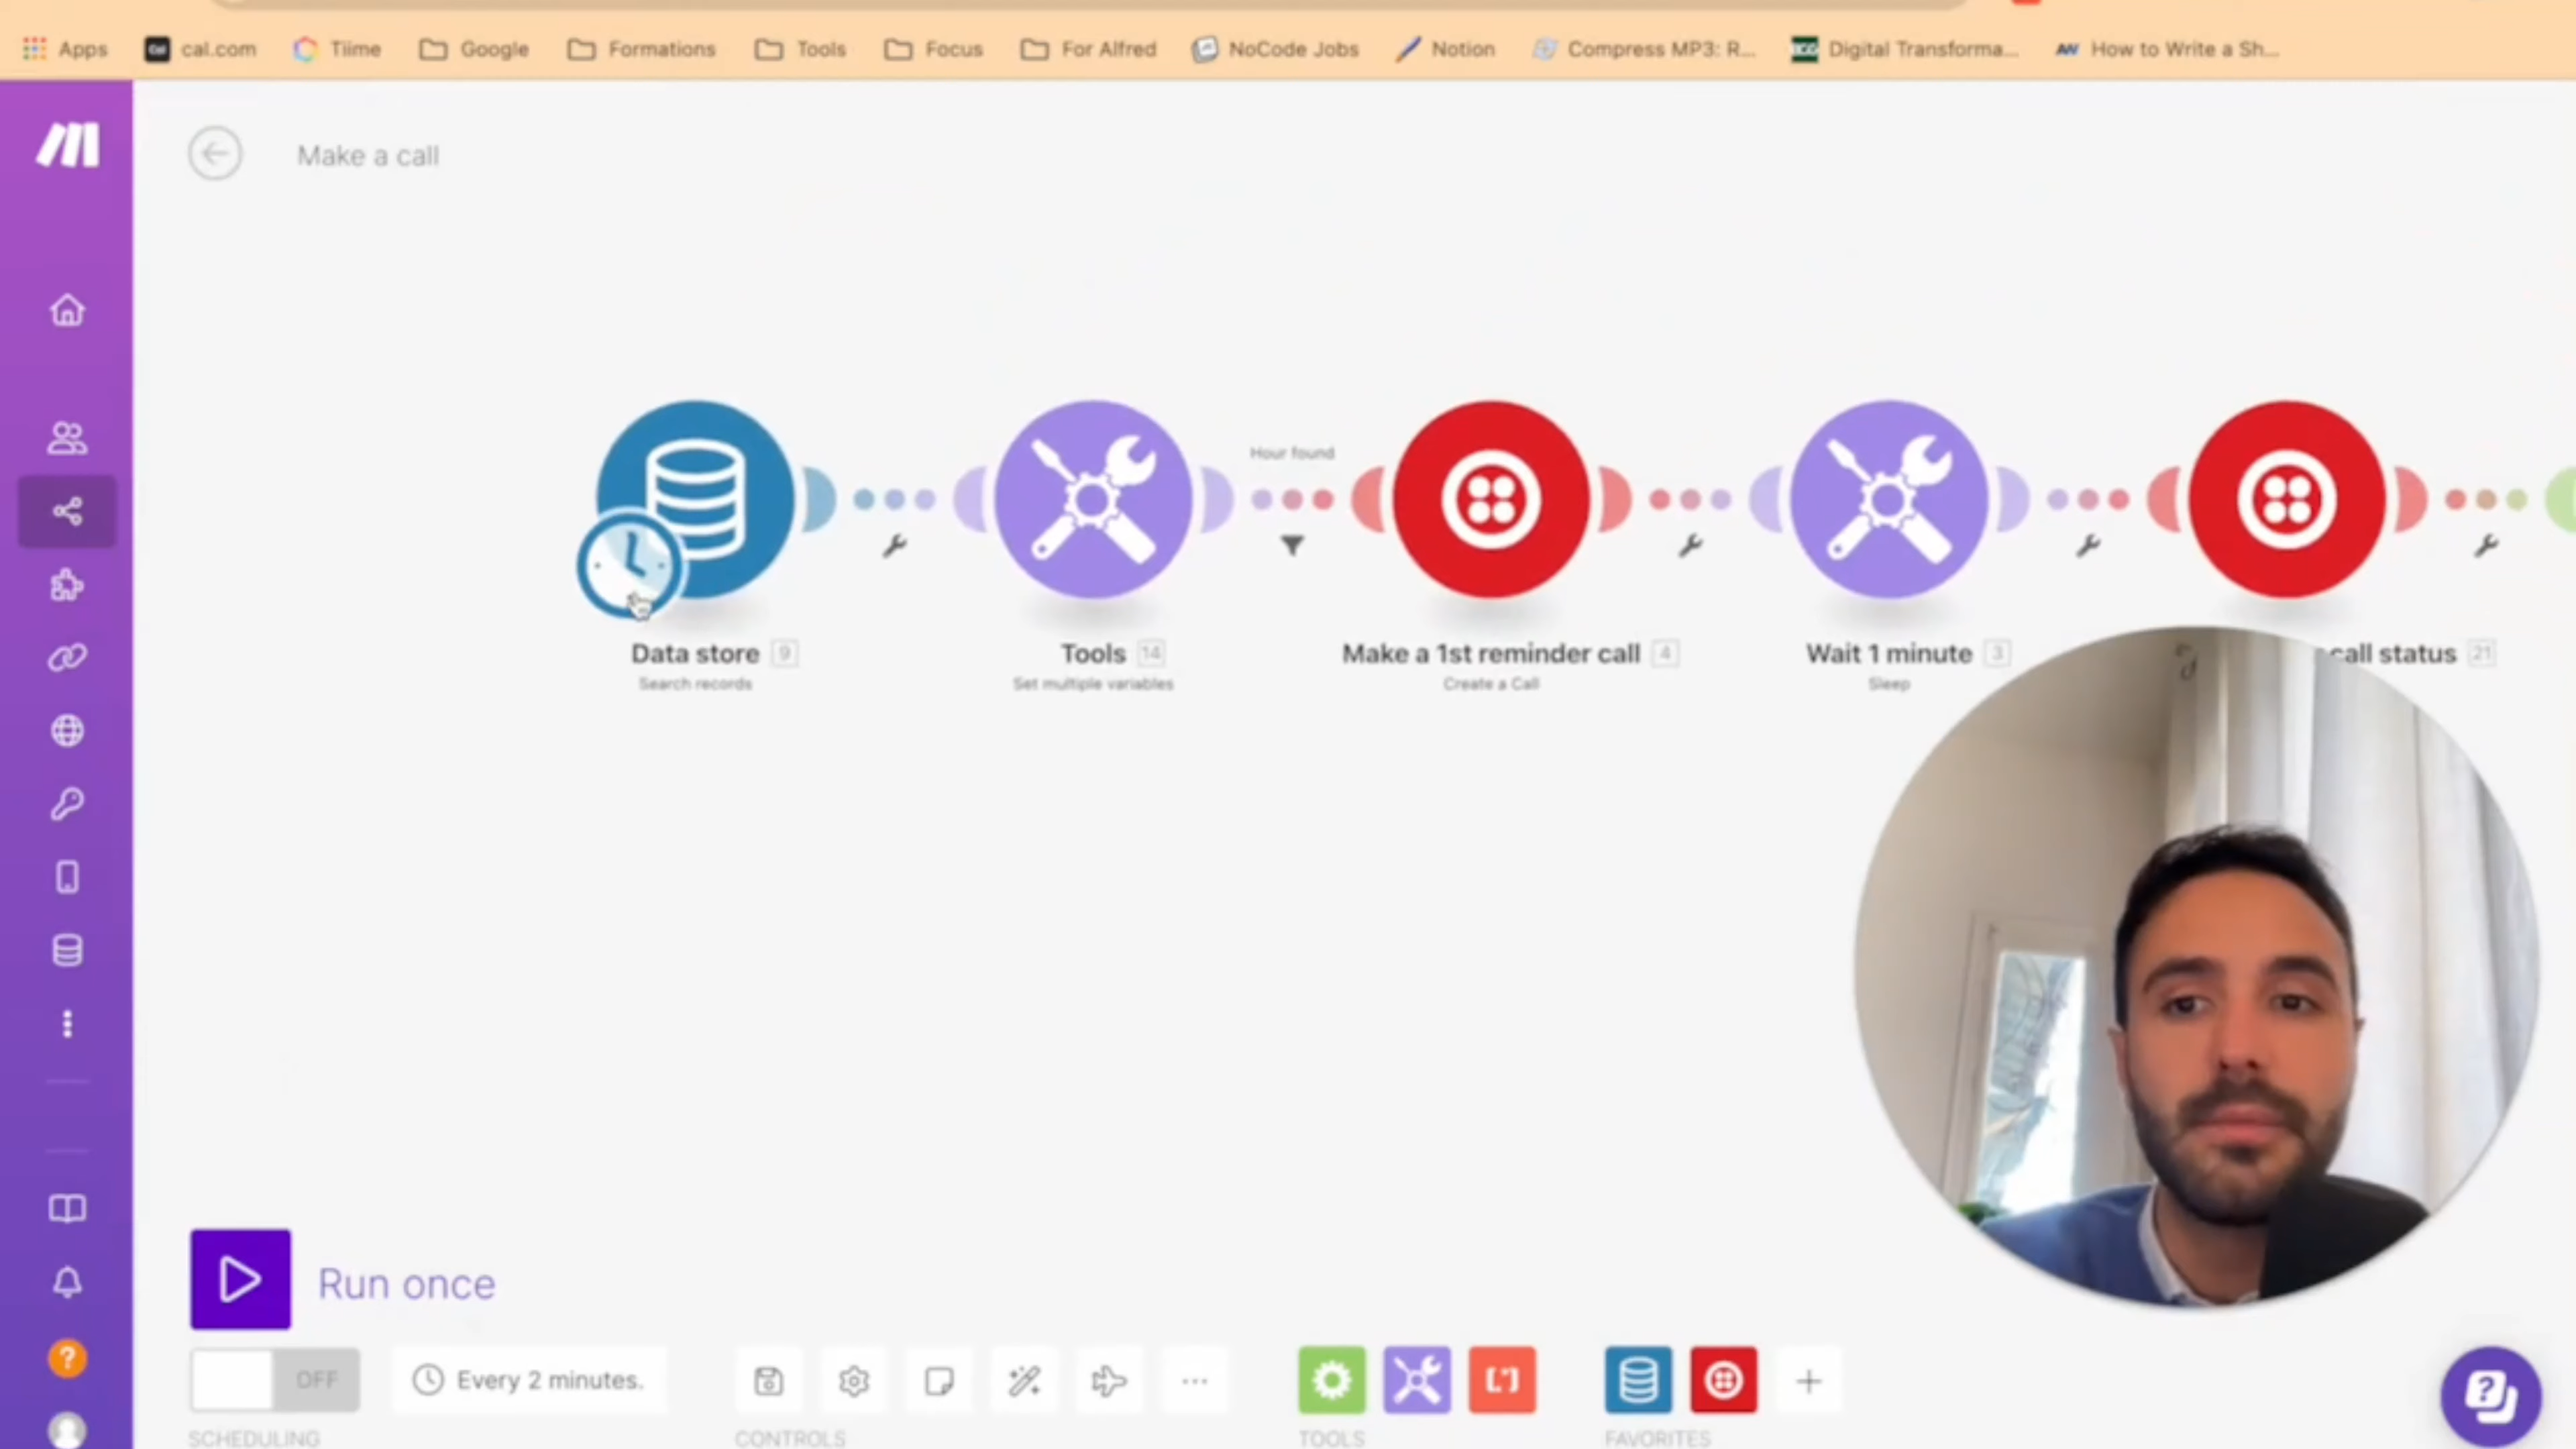 Apps cal.com Tiime Google Formations Tools Focus For Alfred NoCode Jobs Notion Compress MP3: R... Digital Transforma... How to Write a Sh...
Make a call
Hour found
Data store 9
Search records
Tools 14
Set multiple variables
Make a 1st reminder call 4
Create a Call
Wait 1 minute 3
Sleep
call status 21
Run once
OFF
Every 2 minutes.
SCHEDULING
CONTROLS
TOOLS
FAVORITES